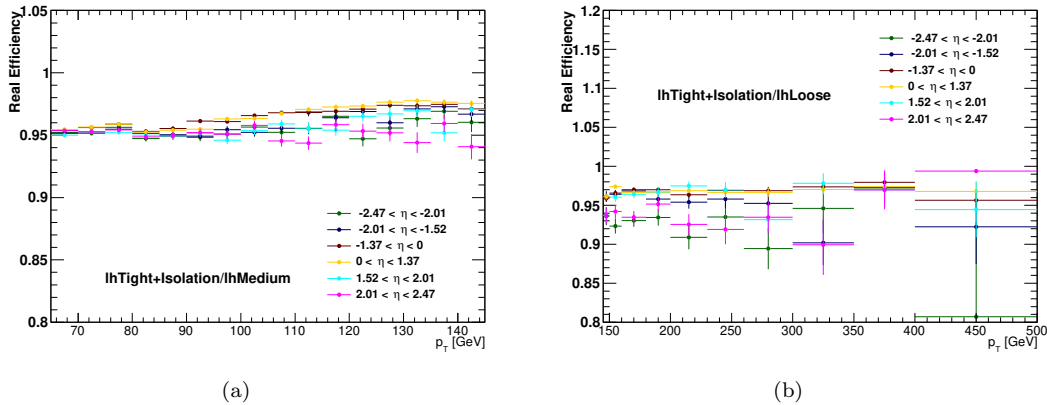 Real Efficiency
1.05
1
0.95
0.9
0.85
0.8
-2.47 < η < -2.01
-2.01 < η < -1.52
-1.37 < η < 0
0 < η < 1.37
1.52 < η < 2.01
2.01 < η < 2.47
lhTight+Isolation/lhMedium
70 80 90 100 110 120 130 140
p_T [GeV]
(a)
Real Efficiency
1.2
1.15
1.1
1.05
1
0.95
0.9
0.85
0.8
-2.47 < η < -2.01
-2.01 < η < -1.52
-1.37 < η < 0
0 < η < 1.37
1.52 < η < 2.01
2.01 < η < 2.47
lhTight+Isolation/lhLoose
150 200 250 300 350 400 450 500
p_T [GeV]
(b)